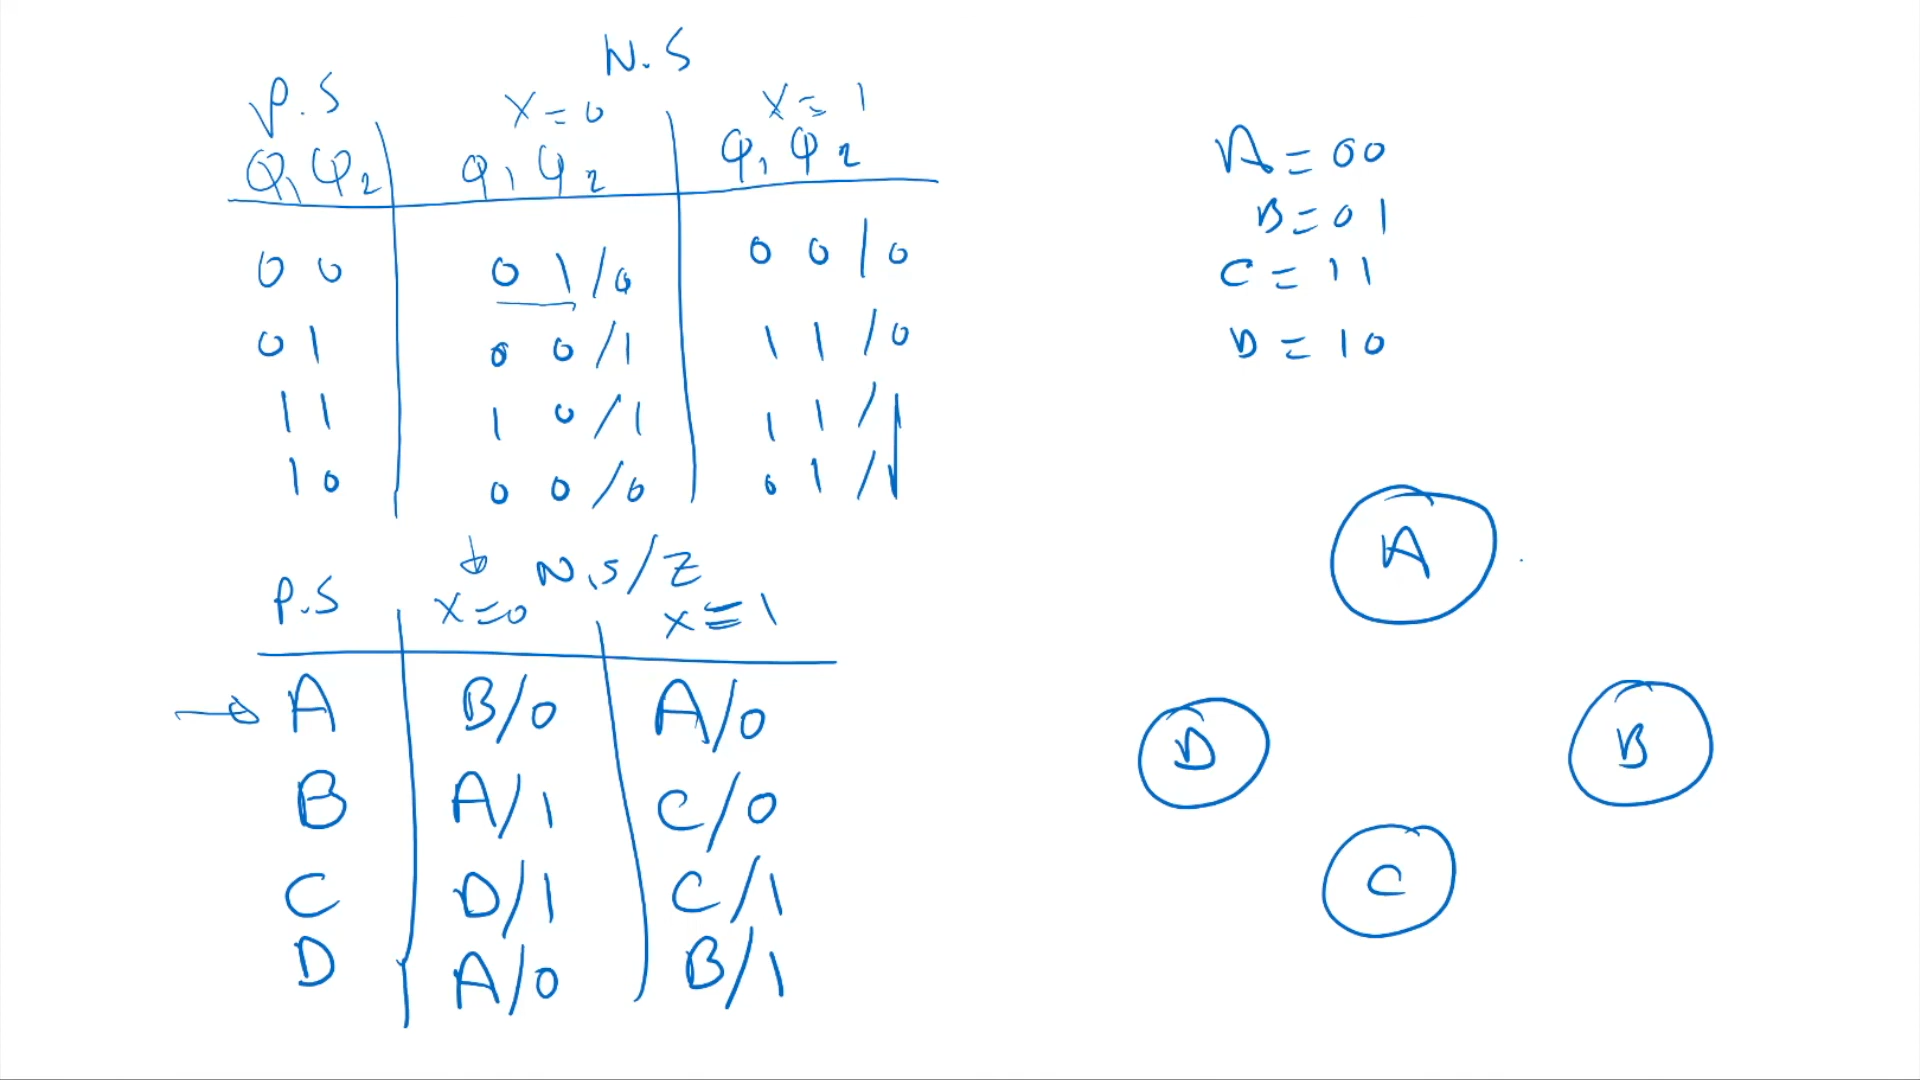 N.S
P.S X=0 X=1
Q1 Q2 Q1 Q2 Q1 Q2
0 0 0 1/0 0 0/0
0 1 0 0/1 1 1/0
1 1 1 0/1 1 1/1
1 0 0 0/0 0 1/1
N.S/Z
P.S X=0 X=1
A B/0 A/0
B A/1 C/0
C D/1 C/1
D A/0 B/1
A=00
B=01
C=11
D=10
A
D B
C